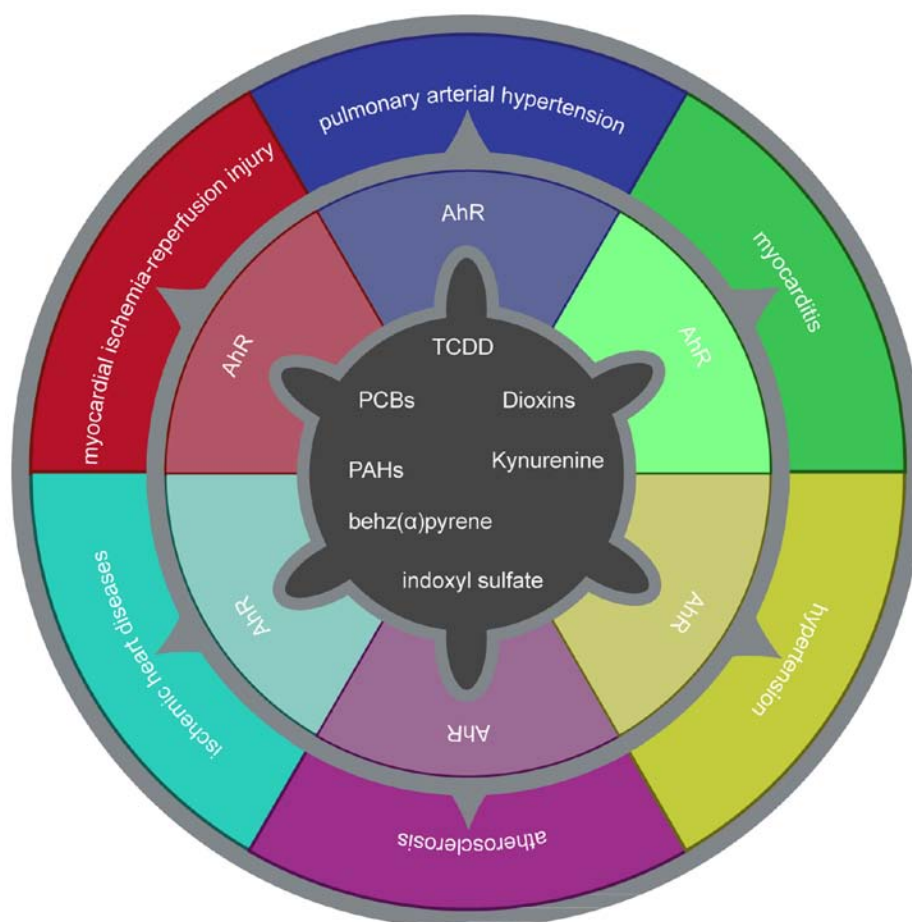 pulmonary arterial hypertension
myocarditis
hypertension
atherosclerosis
ischemic heart diseases
myocardial ischemia-reperfusion injury
AhR
AhR
AhR
AhR
AhR
AhR
TCDD
PCBs
Dioxins
PAHs
Kynurenine
behz(α)pyrene
indoxyl sulfate